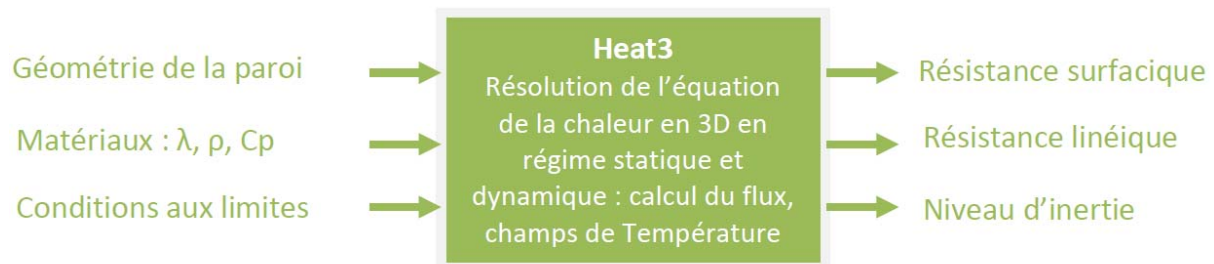 Géométrie de la paroi
Matériaux : λ, ρ, Cp
Conditions aux limites
Heat3
Résolution de l'équation
de la chaleur en 3D en
régime statique et
dynamique : calcul du flux,
champs de Température
Résistance surfacique
Résistance linéique
Niveau d'inertie